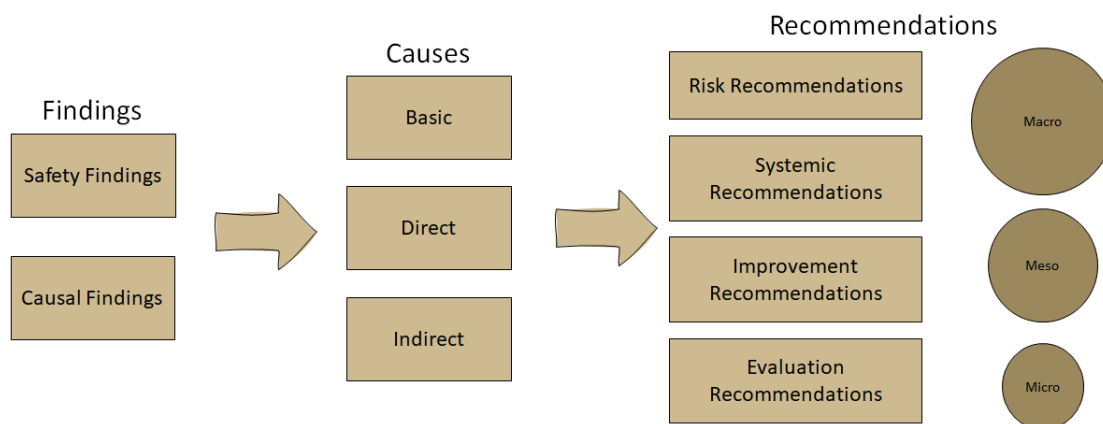 Findings
Safety Findings
Causal Findings
Causes
Basic
Direct
Indirect
Recommendations
Risk Recommendations
Systemic
Recommendations
Improvement
Recommendations
Evaluation
Recommendations
Macro
Meso
Micro